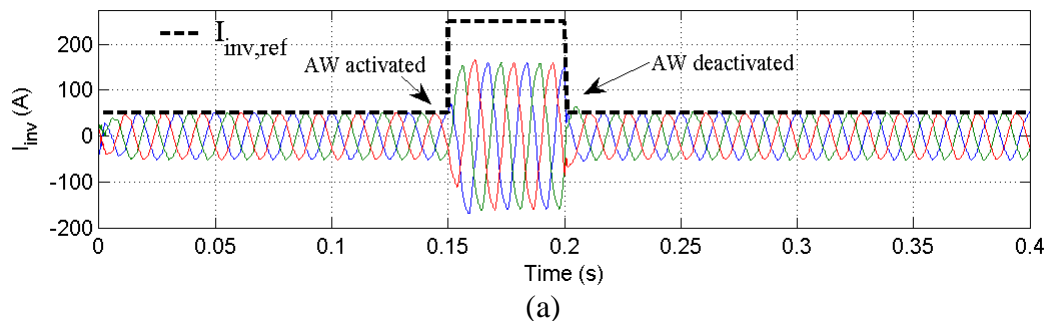 I_inv,ref
AW activated
AW deactivated
I_inv (A)
200
100
0
-100
-200
0
0.05
0.1
0.15
0.2
0.25
0.3
0.35
0.4
Time (s)
(a)